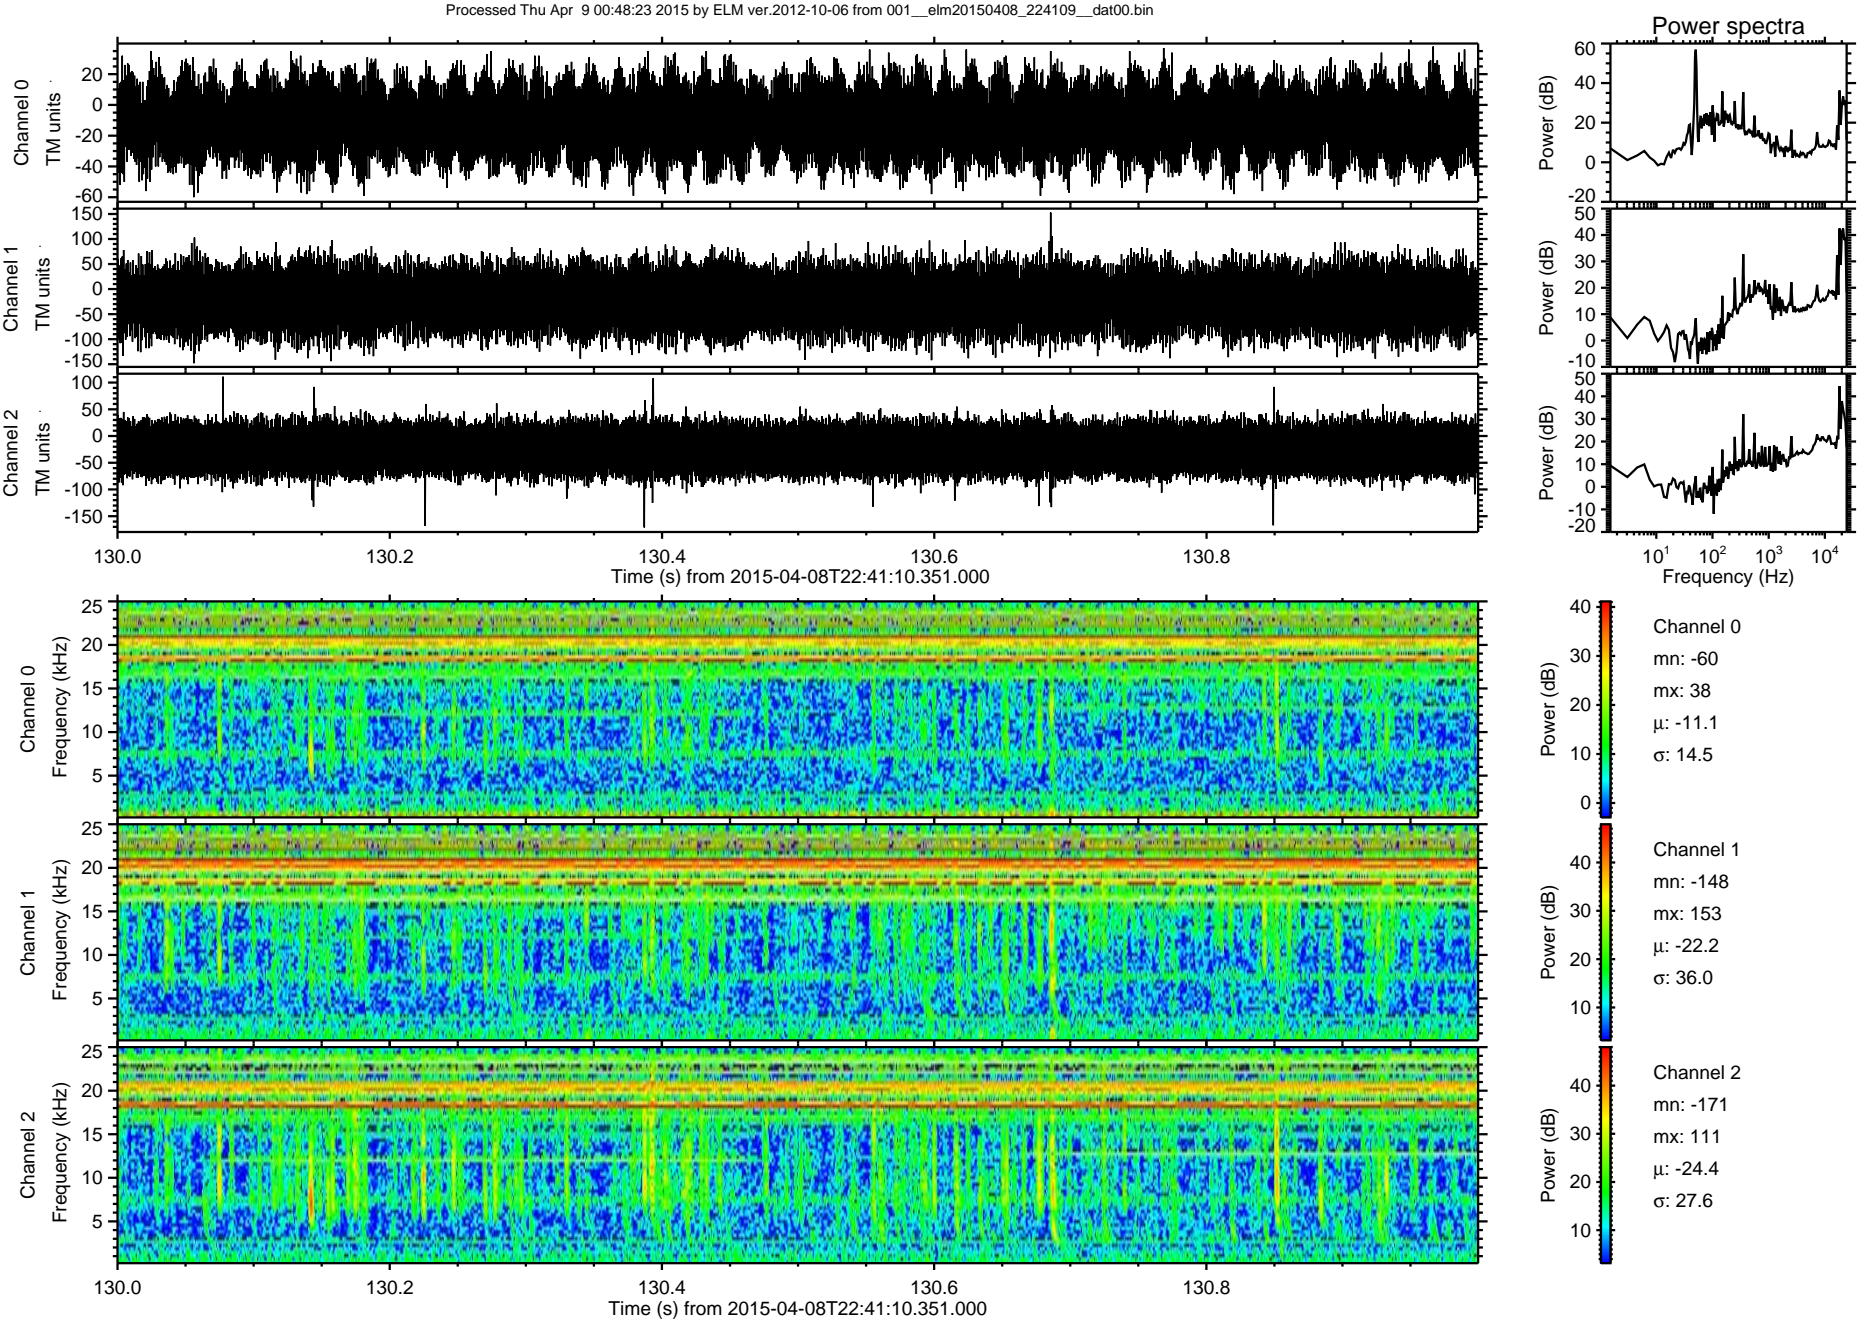 Processed Thu Apr  9 00:48:23 2015 by ELM ver.2012-10-06 from 001__elm20150408_224109__dat00.bin
Power spectra
Channel 0
TM units
20
0
-20
-40
-60
Power (dB)
60
40
20
0
-20
Channel 1
TM units
150
100
50
0
-50
-100
-150
Power (dB)
50
40
30
20
10
0
-10
Channel 2
TM units
100
50
0
-50
-100
-150
Power (dB)
50
40
30
20
10
0
-10
-20
130.0 130.2 130.4 130.6 130.8
Time (s) from 2015-04-08T22:41:10.351.000
10¹ 10² 10³ 10⁴
Frequency (Hz)
Channel 0
Frequency (kHz)
25
20
15
10
5
Power (dB)
40
30
20
10
0
Channel 0
mn: -60
mx: 38
μ: -11.1
σ: 14.5
Channel 1
Frequency (kHz)
25
20
15
10
5
Power (dB)
40
30
20
10
Channel 1
mn: -148
mx: 153
μ: -22.2
σ: 36.0
Channel 2
Frequency (kHz)
25
20
15
10
5
Power (dB)
40
30
20
10
Channel 2
mn: -171
mx: 111
μ: -24.4
σ: 27.6
130.0 130.2 130.4 130.6 130.8
Time (s) from 2015-04-08T22:41:10.351.000